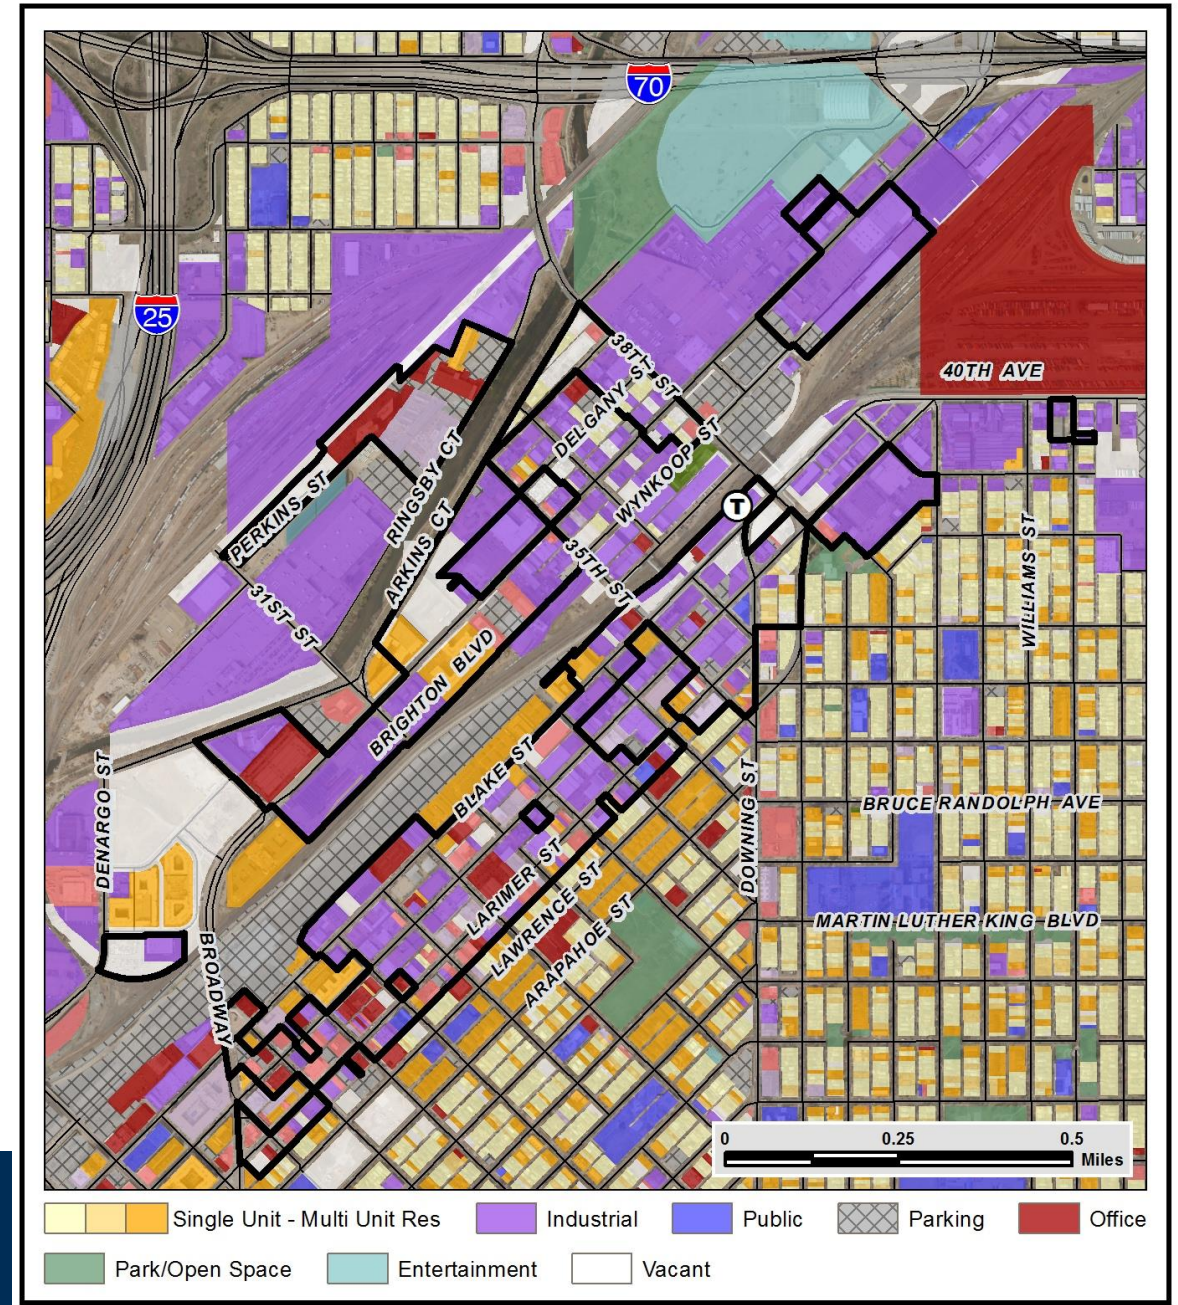 70
25
38TH ST
40TH AVE
DELGANY ST
WYNKOOP ST
T
PERKINS ST
RINGSBY CT
ARKINS CT
35TH ST
31ST ST
WILLIAMS ST
BRIGHTON BLVD
DENARGO ST
BLAKE ST
DOWNING ST
BRUCE RANDOLPH AVE
LARIMER ST
LAWRENCE ST
ARAPAHOE ST
MARTIN LUTHER KING BLVD
BROADWAY
0 0.25 0.5
Miles
Single Unit - Multi Unit Res Industrial Public Parking Office
Park/Open Space Entertainment Vacant